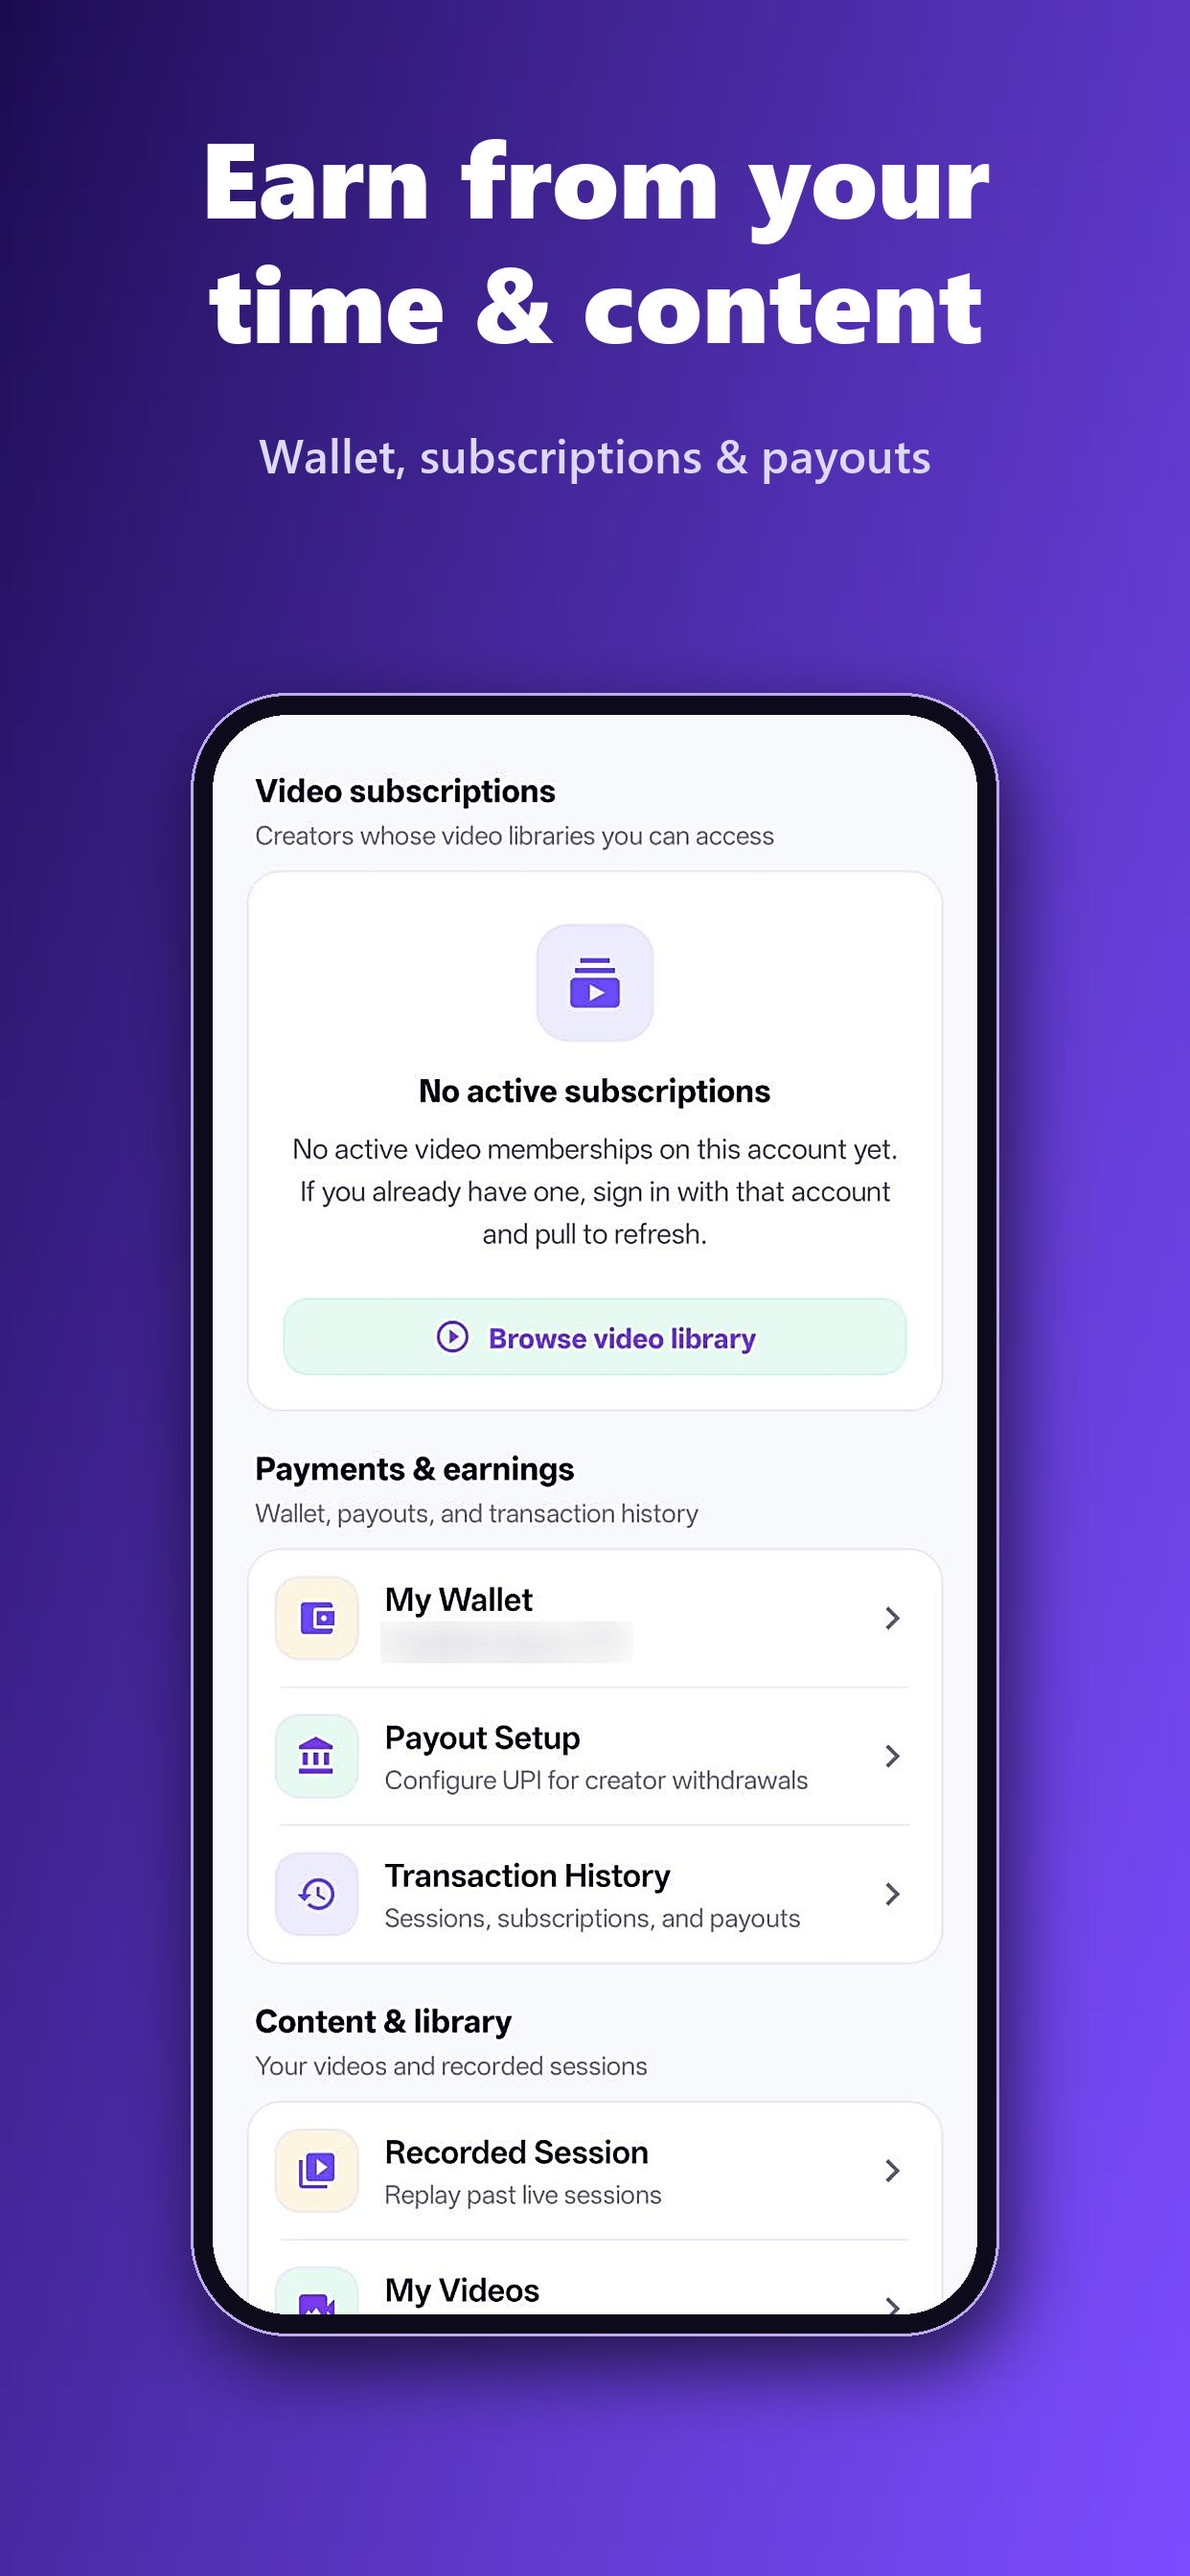 Earn from your
time & content
Wallet, subscriptions & payouts
Video subscriptions
Creators whose video libraries you can access
No active subscriptions
No active video memberships on this account yet.
If you already have one, sign in with that account
and pull to refresh.
Browse video library
Payments & earnings
Wallet, payouts, and transaction history
My Wallet
Payout Setup
Configure UPI for creator withdrawals
Transaction History
Sessions, subscriptions, and payouts
Content & library
Your videos and recorded sessions
Recorded Session
Replay past live sessions
My Videos